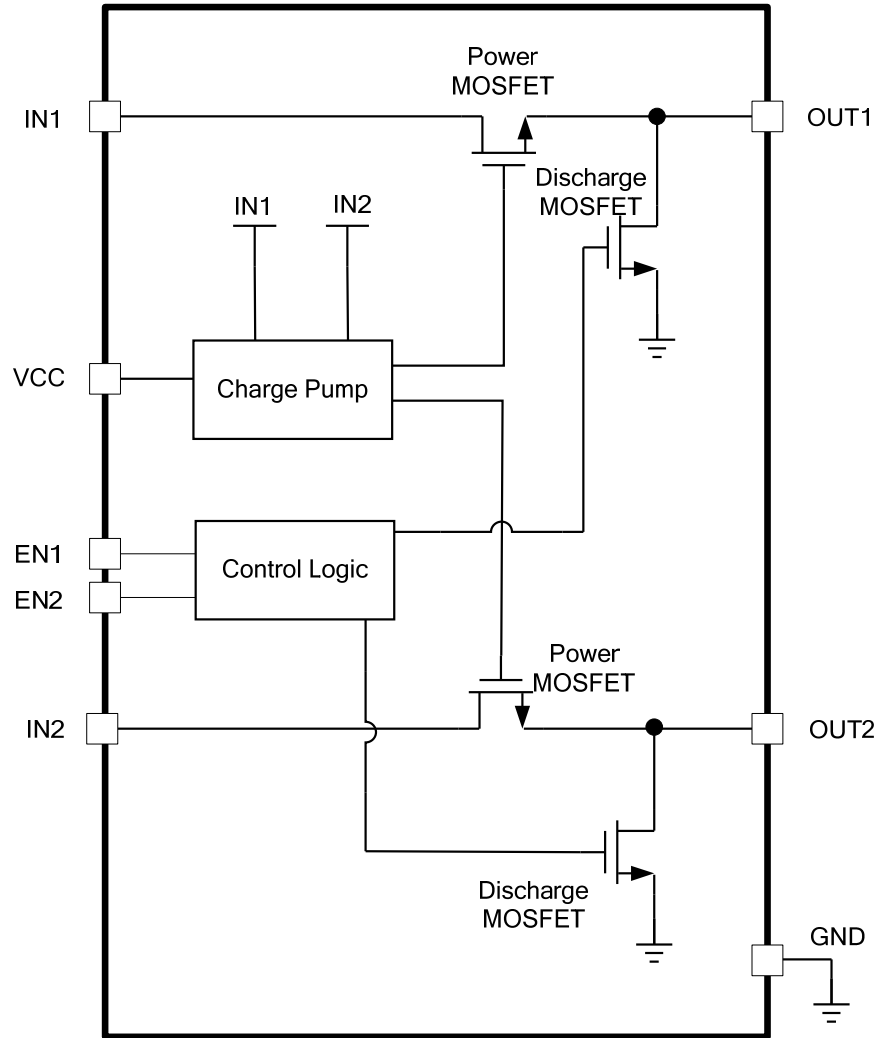 Power
MOSFET
IN1
OUT1
Discharge
MOSFET
IN1
IN2
VCC
Charge Pump
EN1
EN2
Control Logic
Power
MOSFET
IN2
OUT2
Discharge
MOSFET
GND